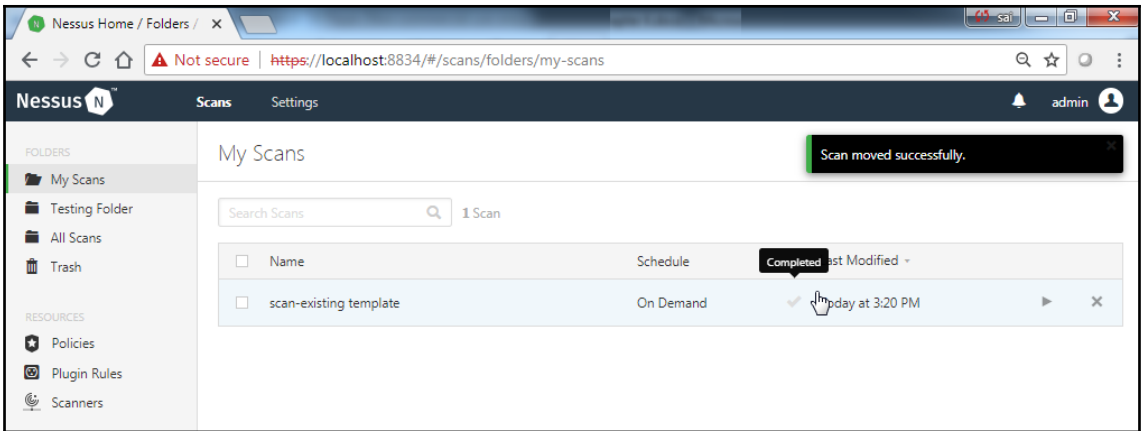 Nessus Home / Folders /
sai
Not secure | https://localhost:8834/#/scans/folders/my-scans
Nessus N ™
Scans
Settings
admin
FOLDERS
My Scans
Testing Folder
All Scans
Trash
RESOURCES
Policies
Plugin Rules
Scanners
My Scans
Scan moved successfully.
Search Scans
1 Scan
Name Schedule Completed ast Modified
scan-existing template On Demand Today at 3:20 PM